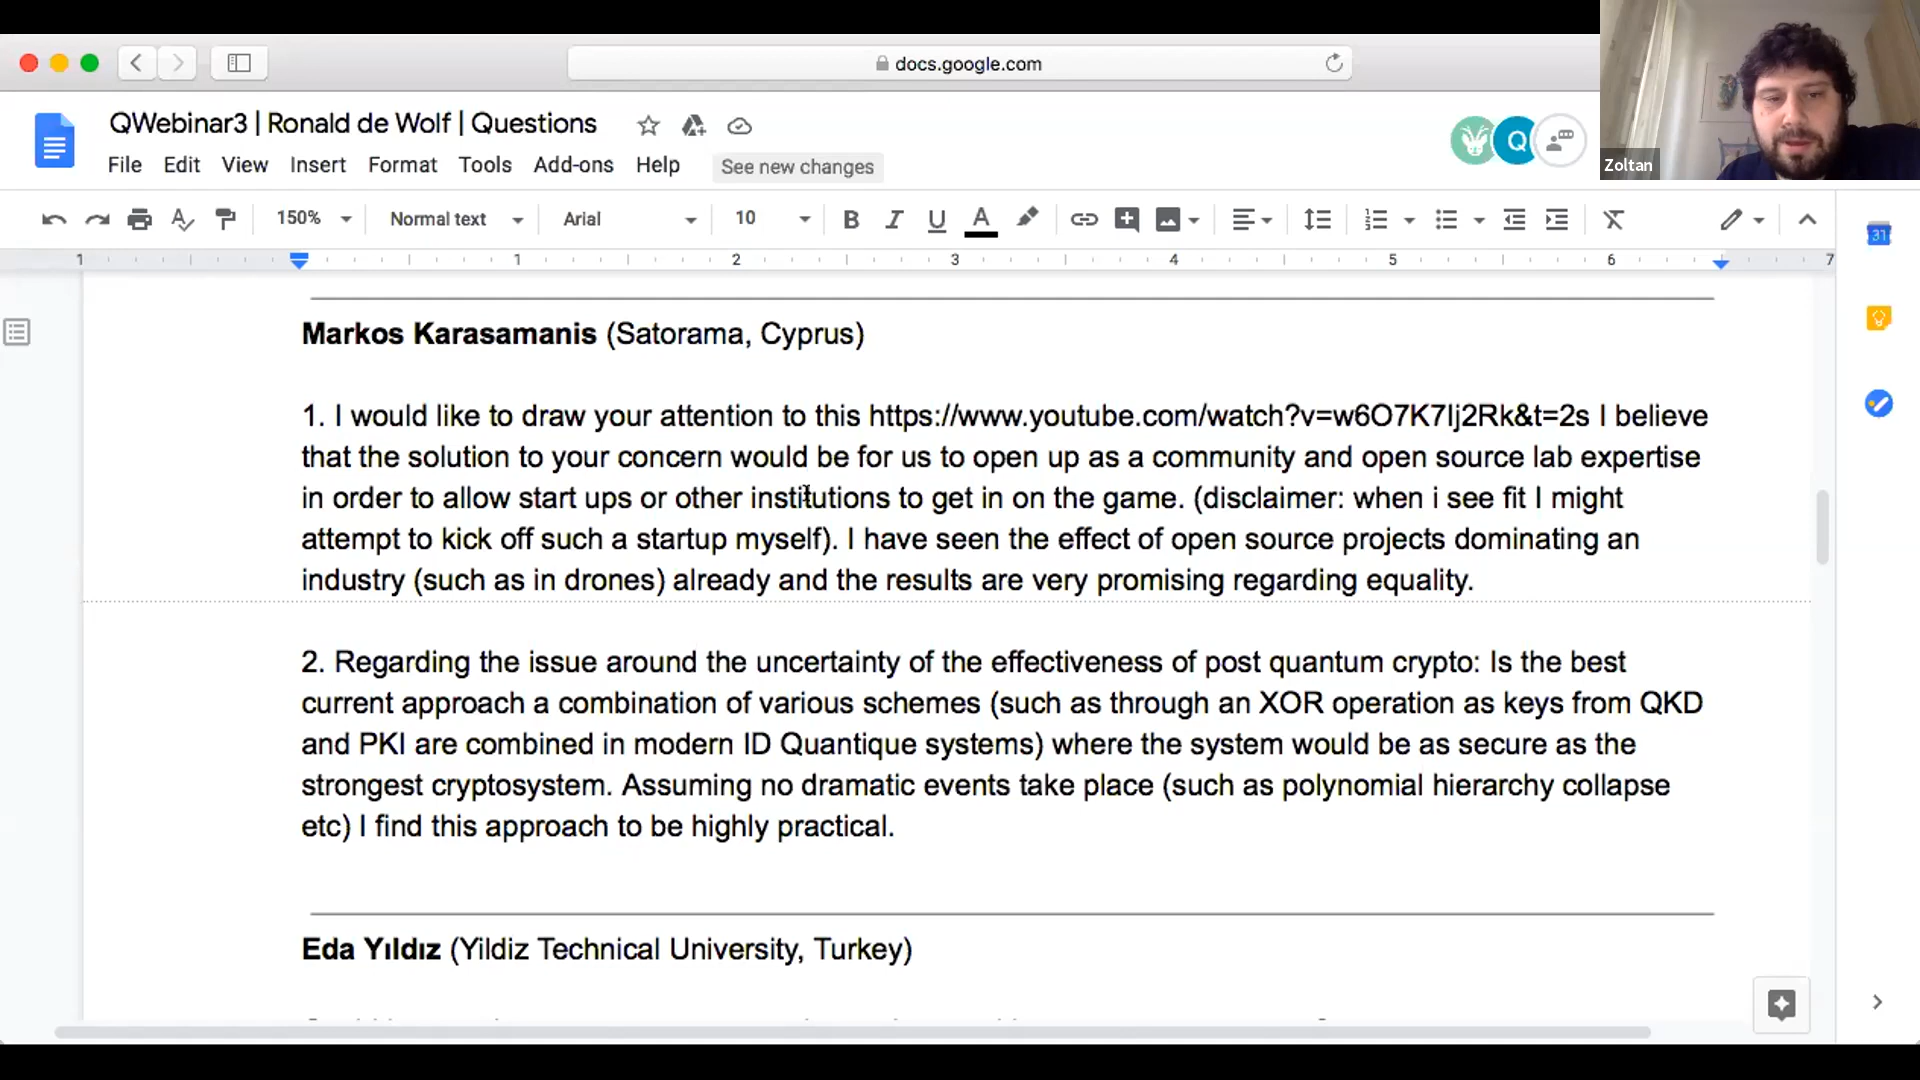 docs.google.com
QWebinar3 | Ronald de Wolf | Questions
File Edit View Insert Format Tools Add-ons Help See new changes
Q
Zoltan
150% Normal text Arial 10 B I U A
31
1 1 2 3 4 5 6 7
Markos Karasamanis (Satorama, Cyprus)
1. I would like to draw your attention to this https://www.youtube.com/watch?v=w6O7K7Ij2Rk&t=2s I believe
that the solution to your concern would be for us to open up as a community and open source lab expertise
in order to allow start ups or other institutions to get in on the game. (disclaimer: when i see fit I might
attempt to kick off such a startup myself). I have seen the effect of open source projects dominating an
industry (such as in drones) already and the results are very promising regarding equality.
2. Regarding the issue around the uncertainty of the effectiveness of post quantum crypto: Is the best
current approach a combination of various schemes (such as through an XOR operation as keys from QKD
and PKI are combined in modern ID Quantique systems) where the system would be as secure as the
strongest cryptosystem. Assuming no dramatic events take place (such as polynomial hierarchy collapse
etc) I find this approach to be highly practical.
Eda Yıldız (Yildiz Technical University, Turkey)